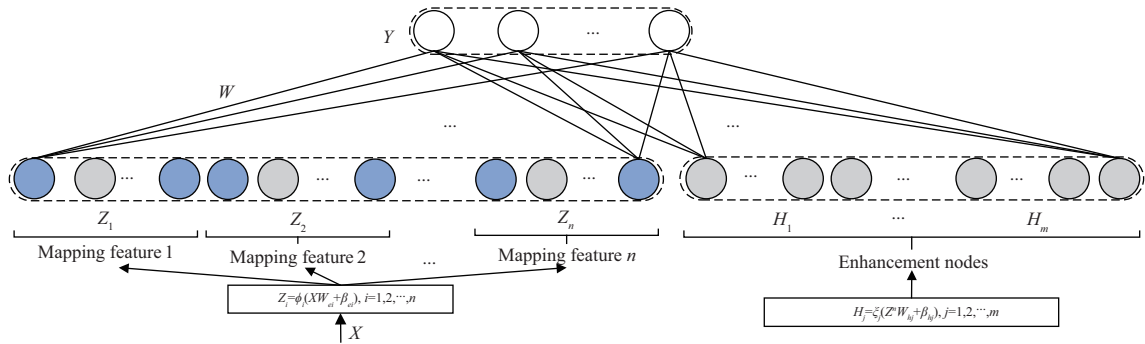 ...
Y
W
... ...
... ... ... ... ... ... ...
Z₁ Z₂ Zₙ H₁ ... Hₘ
Mapping feature 1 Mapping feature 2 ... Mapping feature n Enhancement nodes
Zᵢ=ϕᵢ(XWₑᵢ+βₑᵢ), i=1,2,···,n
Hⱼ=ξⱼ(ZⁿWₕⱼ+βₕⱼ), j=1,2,···,m
X